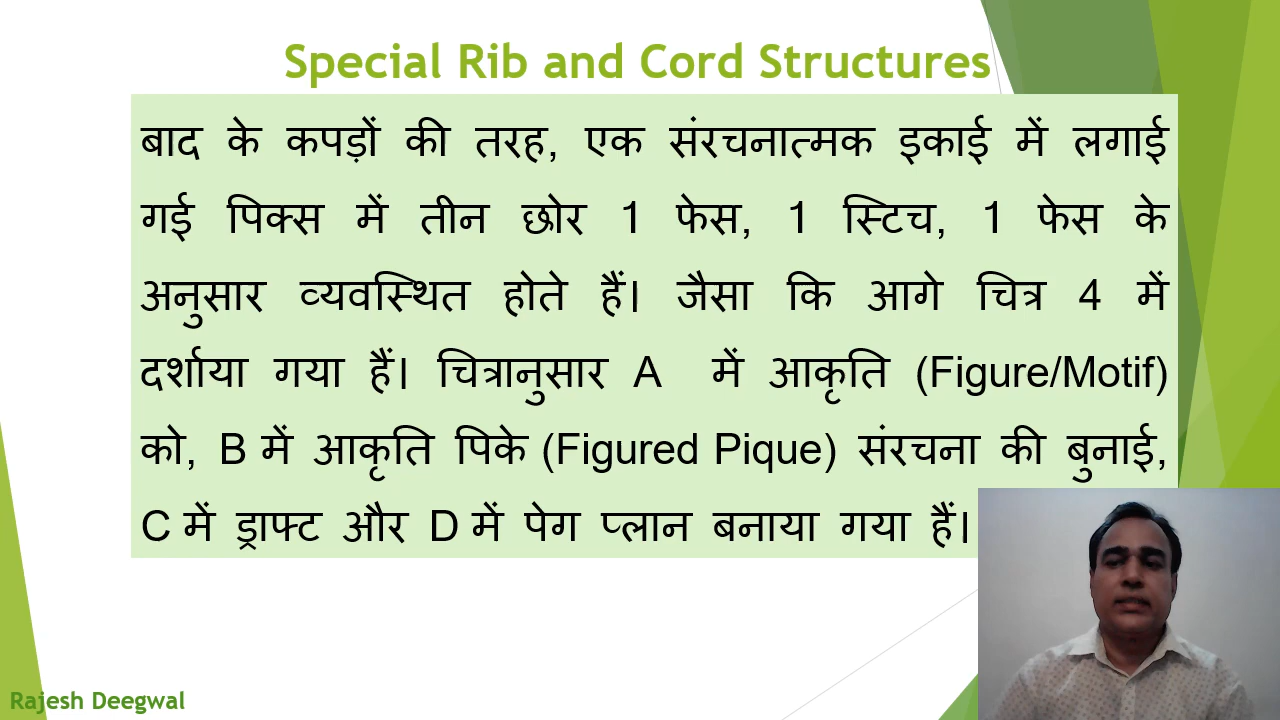 Special Rib and Cord Structures
बाद के कपड़ों की तरह, एक संरचनात्मक इकाई में लगाई
गई पिक्स में तीन छोर 1 फेस, 1 स्टिच, 1 फेस के
अनुसार व्यवस्थित होते हैं। जैसा कि आगे चित्र 4 में
दर्शाया गया हैं। चित्रानुसार A में आकृति (Figure/Motif)
को, B में आकृति पिके (Figured Pique) संरचना की बुनाई,
C में ड्राफ्ट और D में पेग प्लान बनाया गया हैं।
Rajesh Deegwal